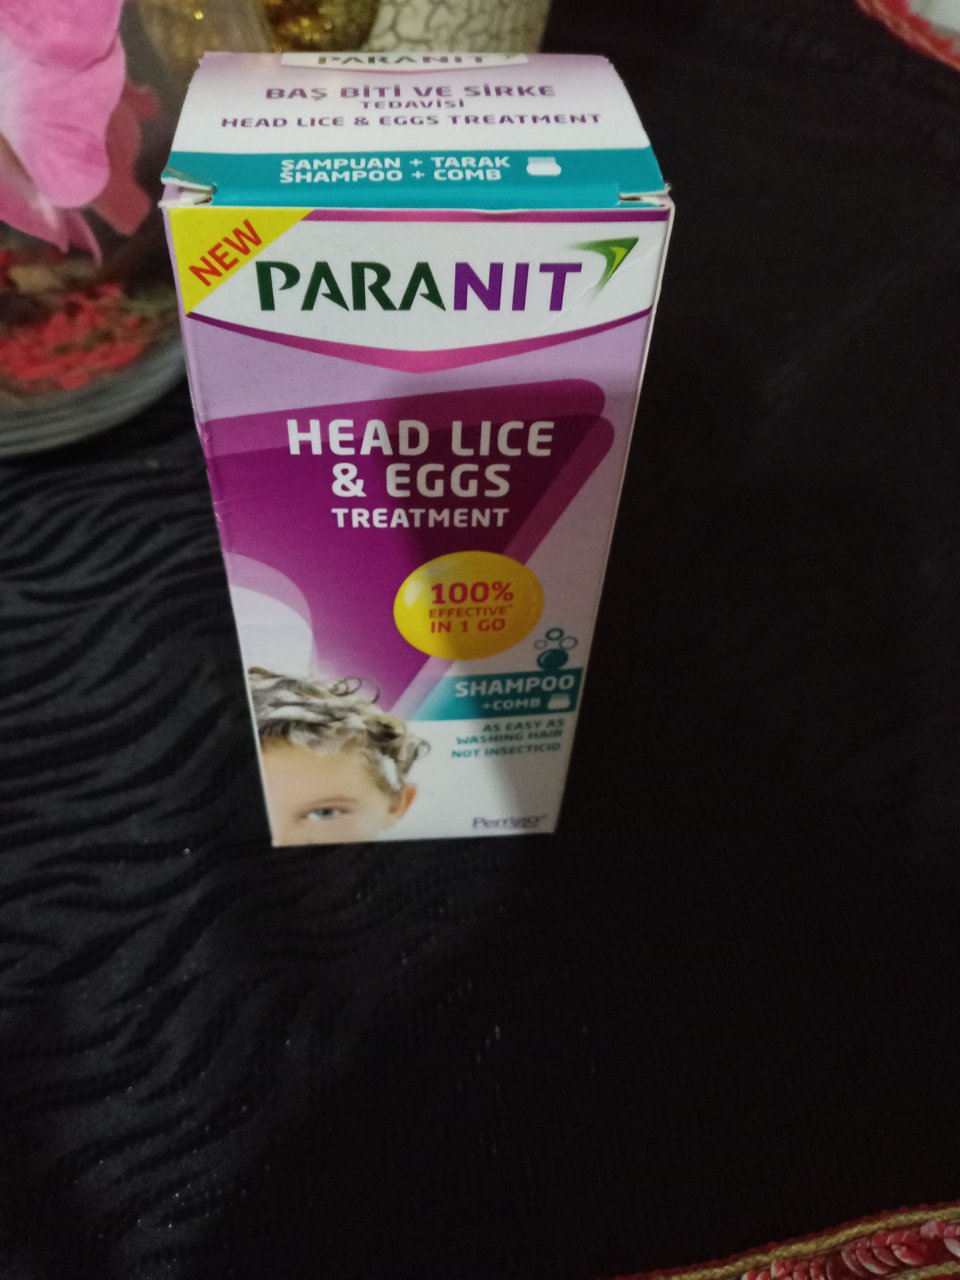 PARANIT
BAŞ BİTİ VE SİRKE
TEDAVİSİ
HEAD LICE & EGGS TREATMENT
ŞAMPUAN + TARAK
SHAMPOO + COMB
NEW
PARANIT
HEAD LICE
& EGGS
TREATMENT
100%
EFFECTIVE*
IN 1 GO
SHAMPOO
+COMB
AS EASY AS
WASHING HAIR
NOT INSECTICID
Perrigo